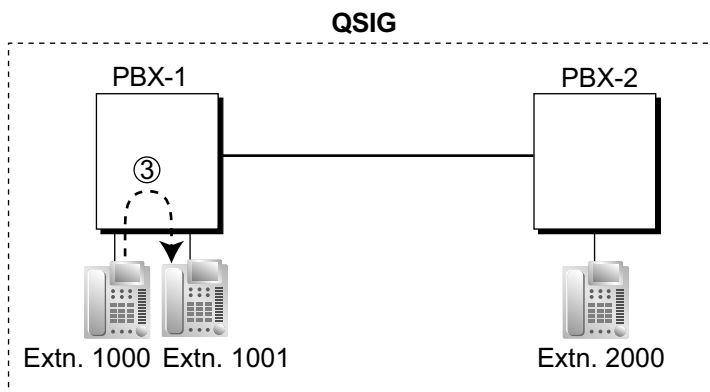 QSIG
PBX-1
PBX-2
③
Extn. 1000
Extn. 1001
Extn. 2000